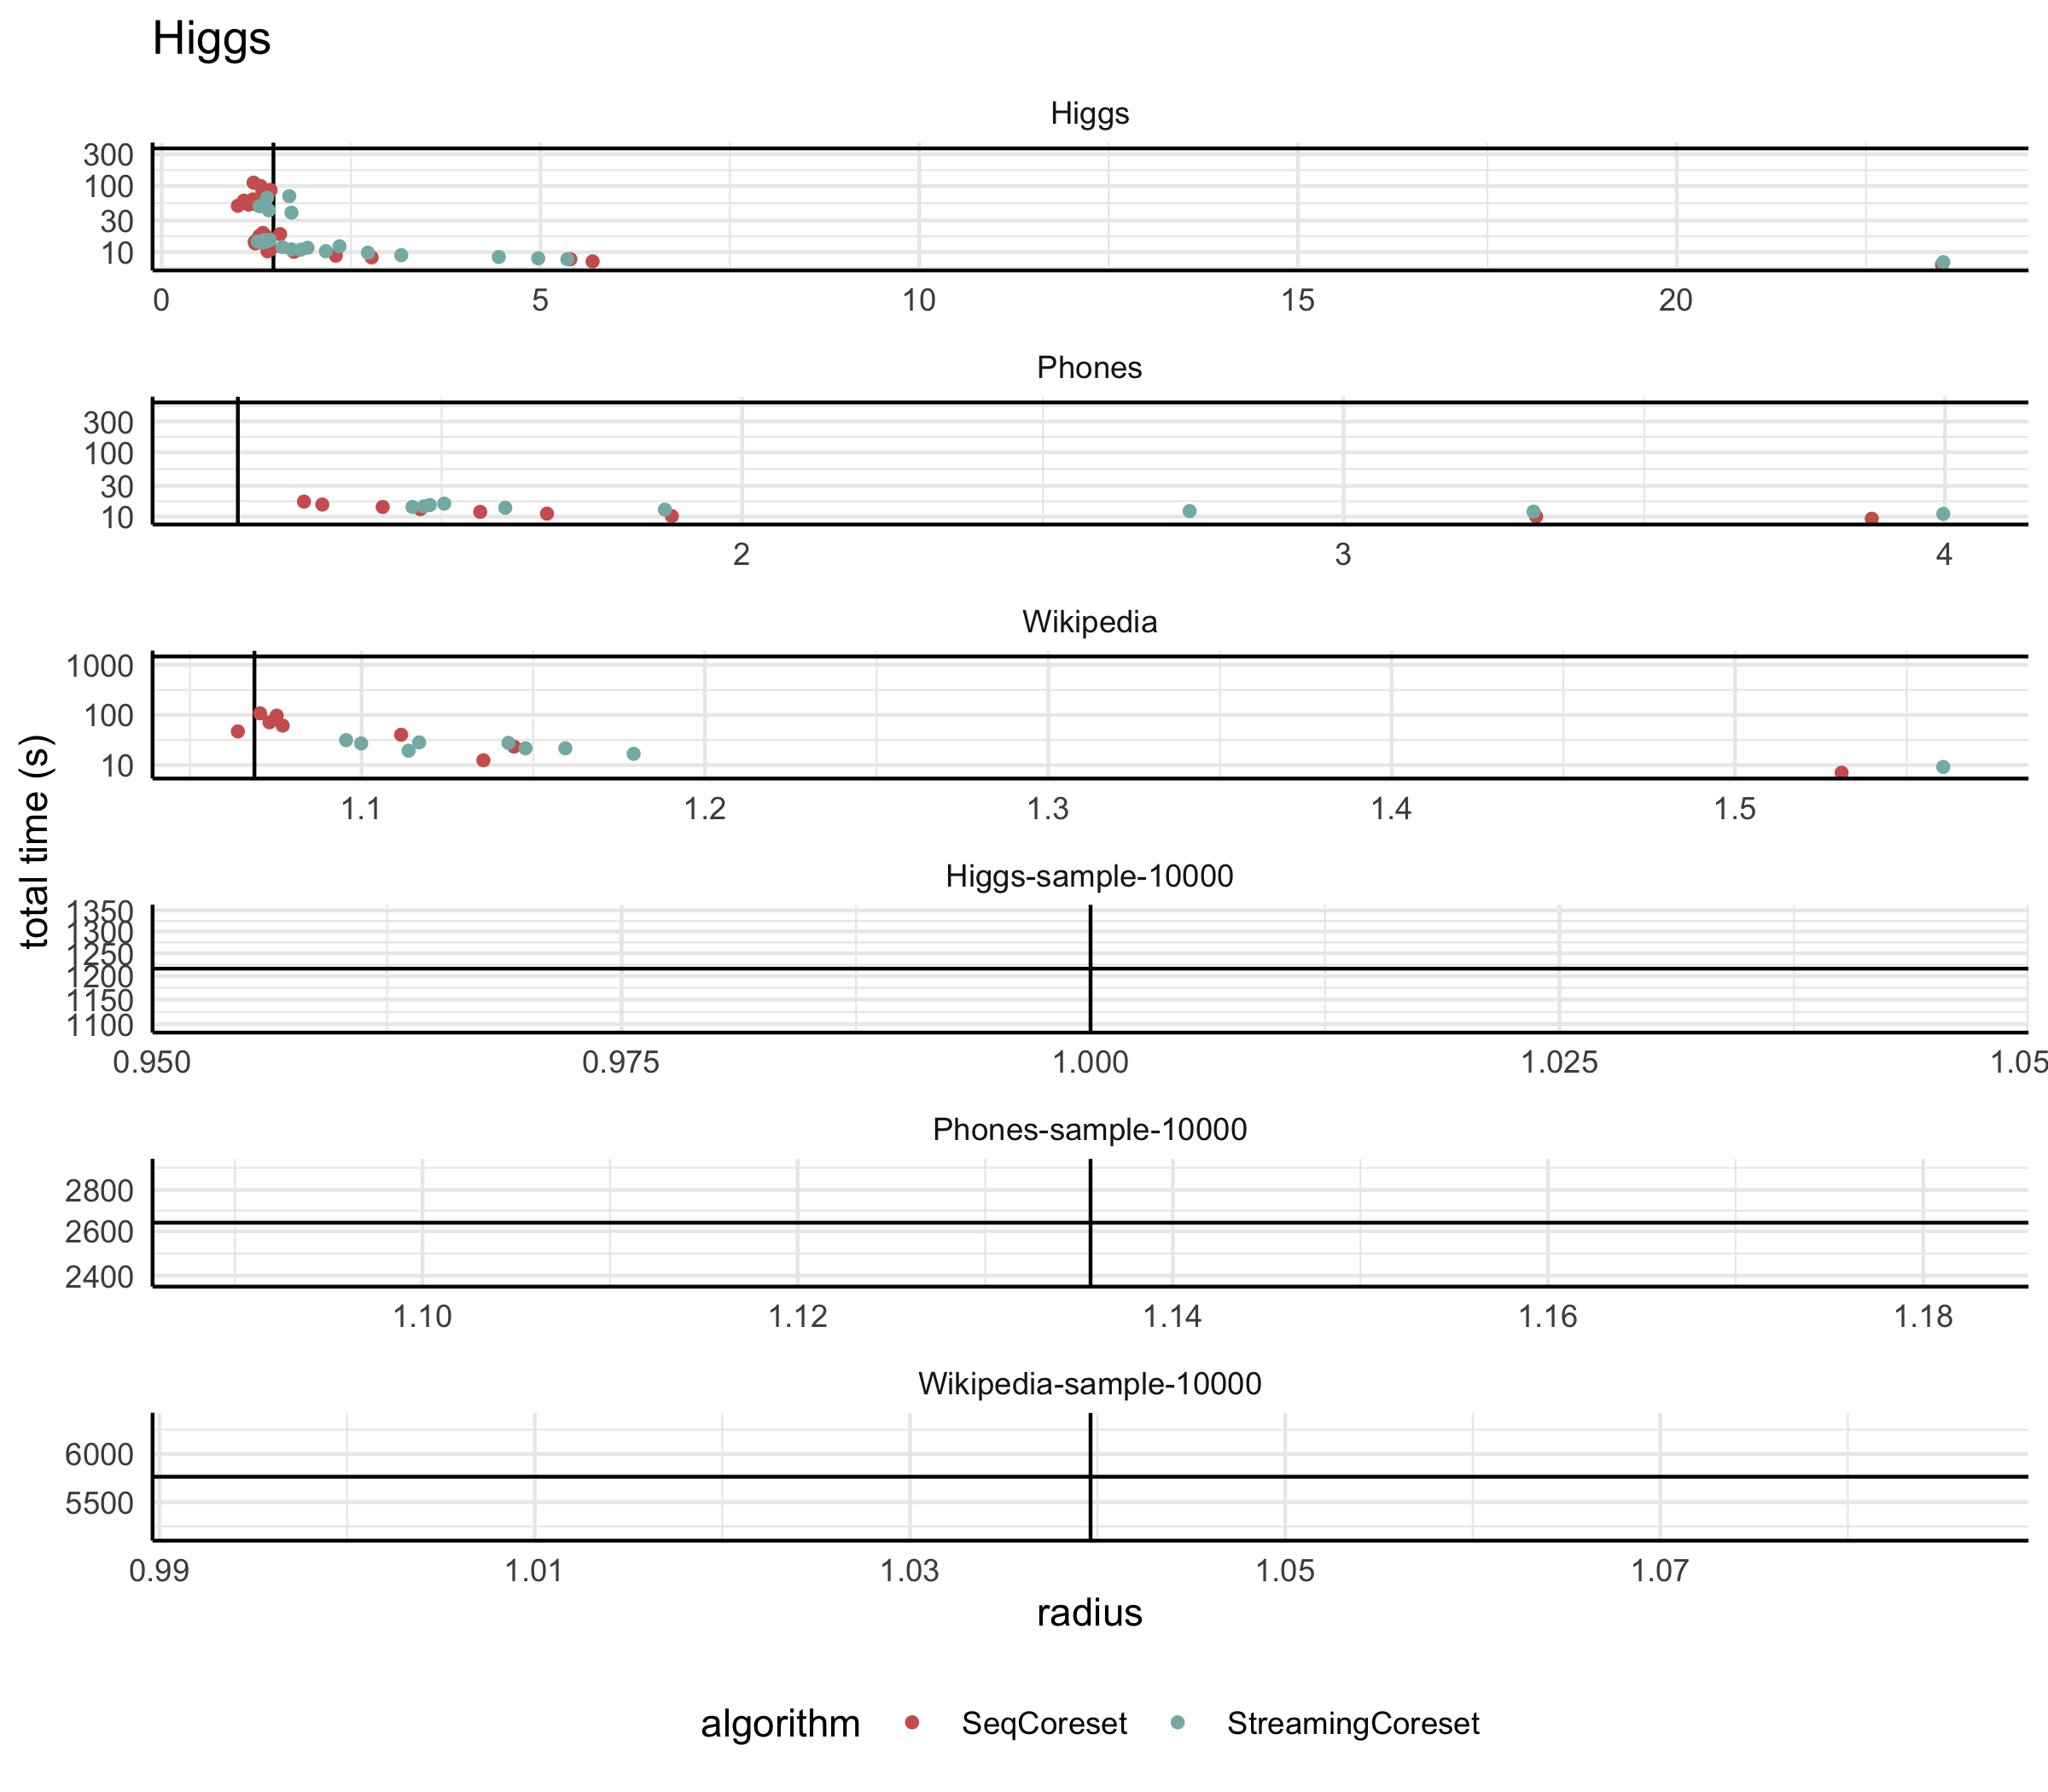 Higgs
Higgs
300
100
30
10
0 5 10 15 20
Phones
300
100
30
10
2 3 4
Wikipedia
1000
100
10
1.1 1.2 1.3 1.4 1.5
total time (s)
Higgs-sample-10000
1350
1300
1250
1200
1150
1100
0.950 0.975 1.000 1.025 1.05
Phones-sample-10000
2800
2600
2400
1.10 1.12 1.14 1.16 1.18
Wikipedia-sample-10000
6000
5500
0.99 1.01 1.03 1.05 1.07
radius
algorithm SeqCoreset StreamingCoreset